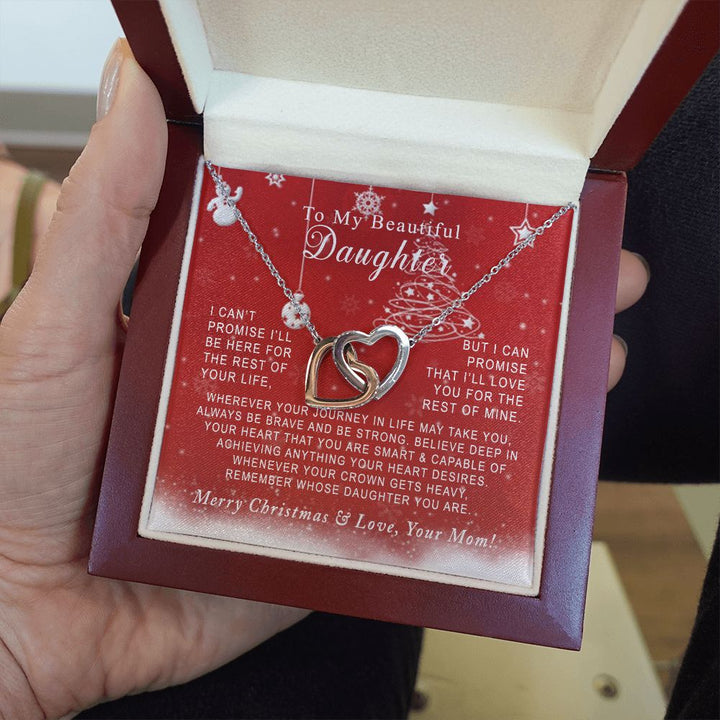 To My Beautiful
Daughter
I CAN'T
PROMISE I'LL
BE HERE FOR
THE REST OF
YOUR LIFE,
BUT I CAN
PROMISE
THAT I'LL LOVE
YOU FOR THE
REST OF MINE.
WHEREVER YOUR JOURNEY IN LIFE MAY TAKE YOU,
ALWAYS BE BRAVE AND BE STRONG. BELIEVE DEEP IN
YOUR HEART THAT YOU ARE SMART & CAPABLE OF
ACHIEVING ANYTHING YOUR HEART DESIRES.
WHENEVER YOUR CROWN GETS HEAVY,
REMEMBER WHOSE DAUGHTER YOU ARE.
Merry Christmas & Love, Your Mom!